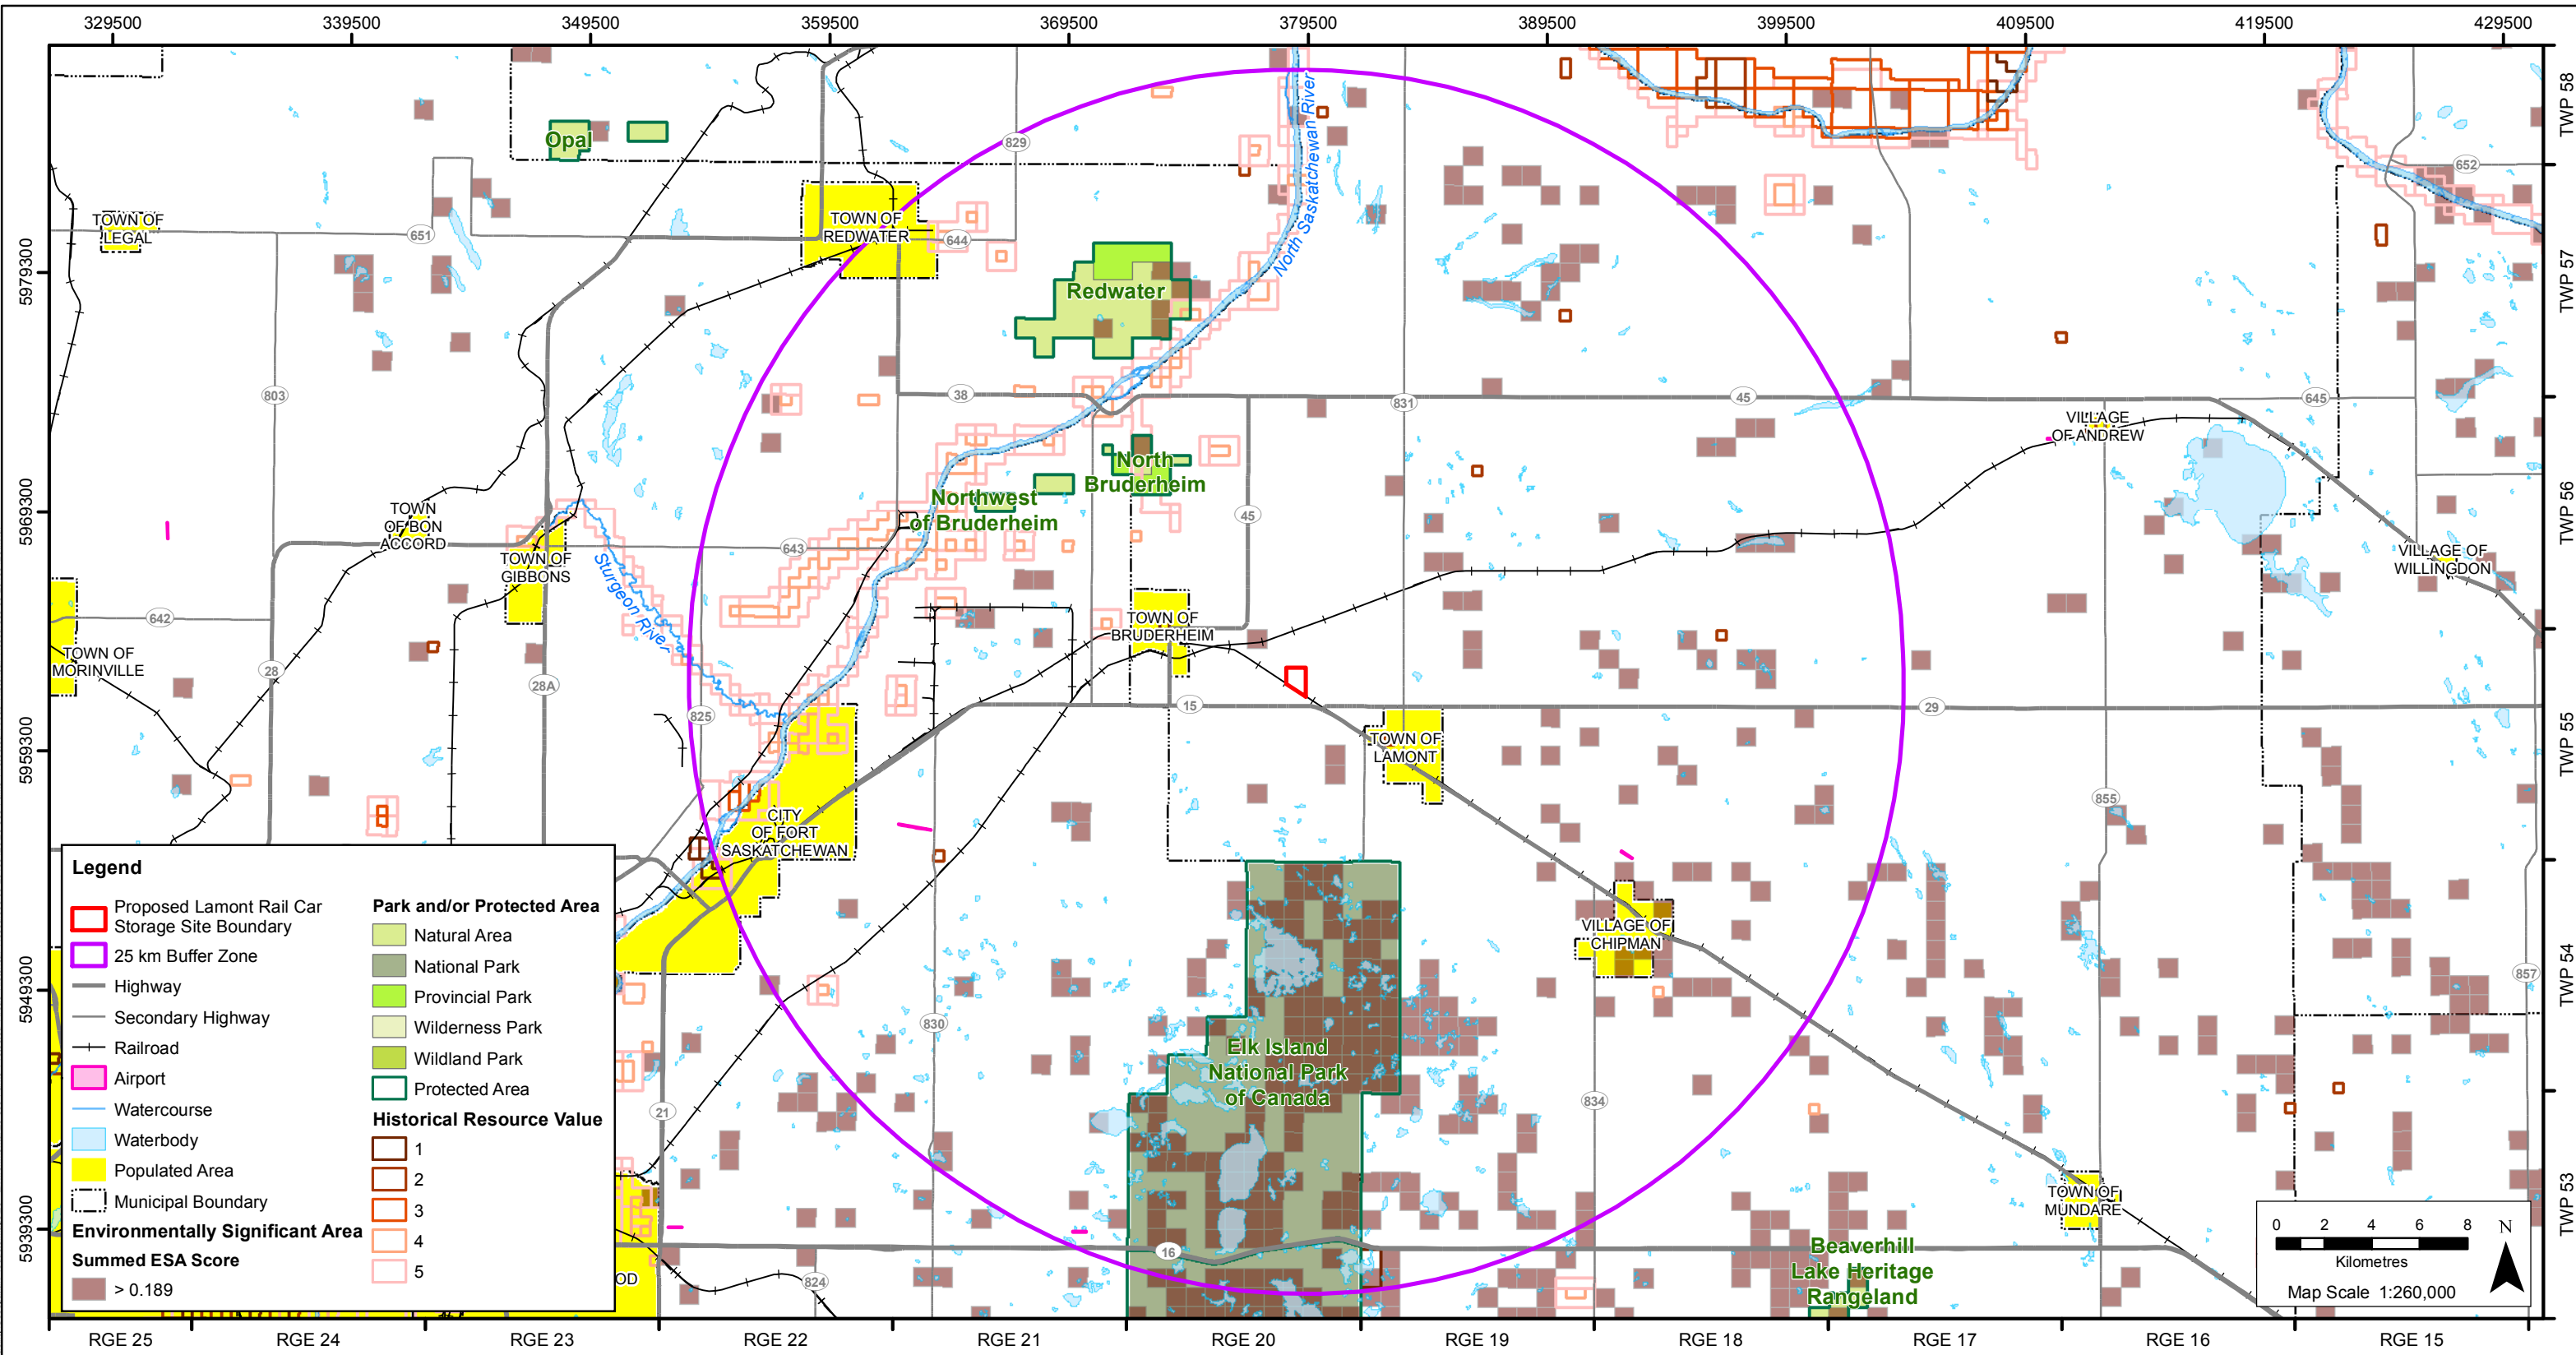 329500 339500 349500 359500 369500 379500 389500 399500 409500 419500 429500
5979300
5969300
5959300
5949300
5939300
TWP 58
TWP 57
TWP 56
TWP 55
TWP 54
TWP 53
RGE 25 RGE 24 RGE 23 RGE 22 RGE 21 RGE 20 RGE 19 RGE 18 RGE 17 RGE 16 RGE 15
Opal
829
North Saskatchewan River
652
TOWN OF
LEGAL
651
TOWN OF
REDWATER
644
Redwater
803
38
831
45
645
VILLAGE
OF ANDREW
North
Bruderheim
Northwest
of Bruderheim
45
TOWN
OF BON
ACCORD
TOWN OF
GIBBONS
643
VILLAGE OF
WILLINGDON
Sturgeon River
642
TOWN OF
MORINVILLE
28
28A
825
TOWN OF
BRUDERHEIM
15
29
TOWN OF
LAMONT
855
CITY
OF FORT
SASKATCHEWAN
VILLAGE OF
CHIPMAN
857
830
Elk Island
National Park
of Canada
834
21
TOWN OF
MUNDARE
16
824
OD
Beaverhill
Lake Heritage
Rangeland
Legend
Proposed Lamont Rail Car
Storage Site Boundary
25 km Buffer Zone
Highway
Secondary Highway
Railroad
Airport
Watercourse
Waterbody
Populated Area
Municipal Boundary
Environmentally Significant Area
Summed ESA Score
> 0.189
Park and/or Protected Area
Natural Area
National Park
Provincial Park
Wilderness Park
Wildland Park
Protected Area
Historical Resource Value
1
2
3
4
5
0 2 4 6 8
N
Kilometres
Map Scale 1:260,000